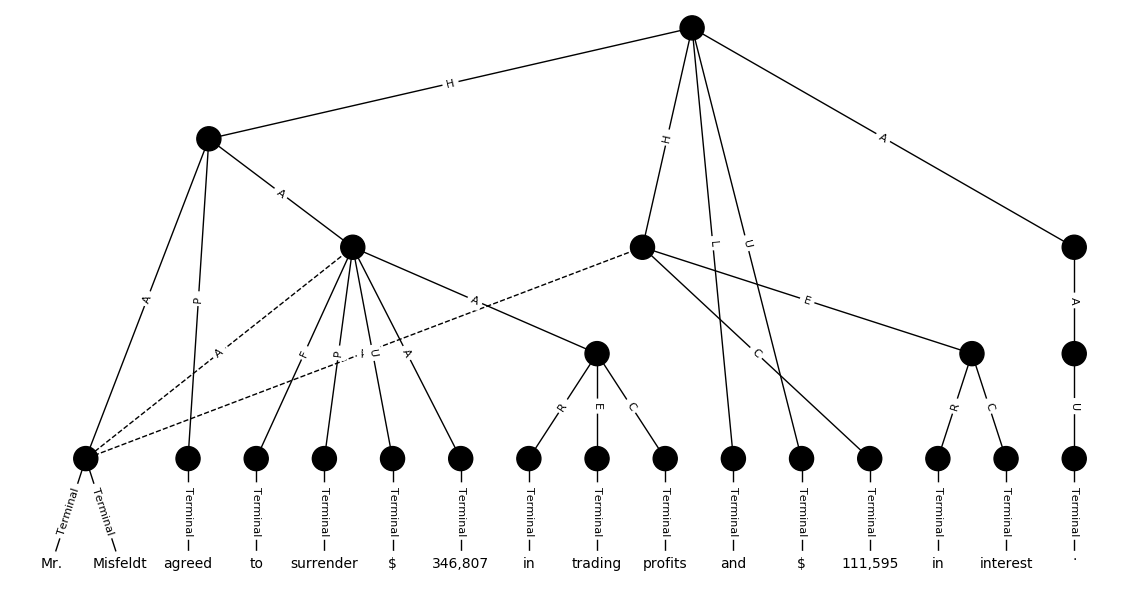 H
H
A
A
A
P
L
U
A
A
E
A
F
P
U
A
C
R
E
C
R
C
U
Terminal Terminal Terminal Terminal Terminal Terminal Terminal Terminal Terminal Terminal Terminal Terminal Terminal Terminal Terminal Terminal
Mr. Misfeldt agreed to surrender $ 346,807 in trading profits and $ 111,595 in interest .